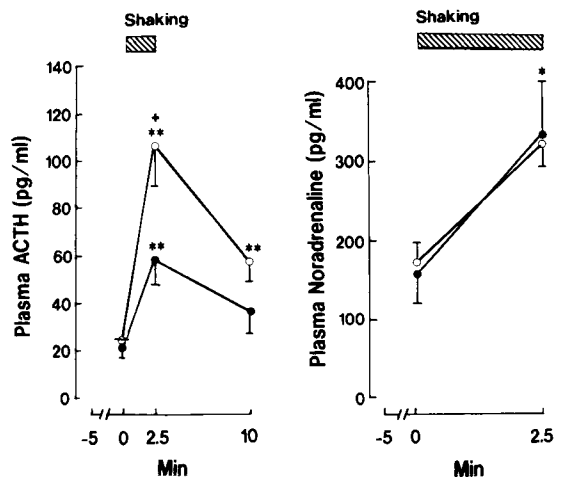 Shaking
Plasma ACTH (pg/ml)
140
120
100
80
60
40
20
0
+
**
**
**
-5 0 2.5 10
Min
Shaking
Plasma Noradrenaline (pg/ml)
400
300
200
100
0
*
-5 0 2.5
Min